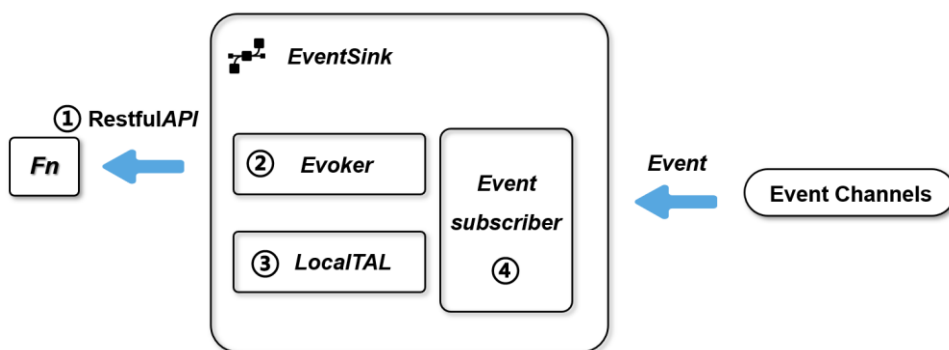 EventSink
① RestfulAPI
Fn
② Evoker
③ LocalTAL
Event
subscriber
④
Event
Event Channels